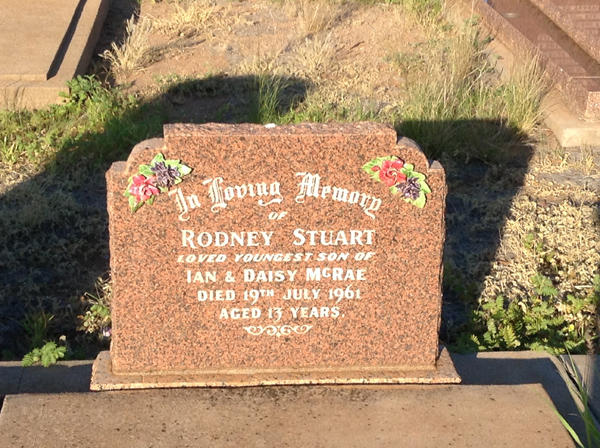 In Loving Memory
OF
RODNEY STUART
LOVED YOUNGEST SON OF
IAN & DAISY MCRAE
DIED 19TH JULY 1961
AGED 13 YEARS.